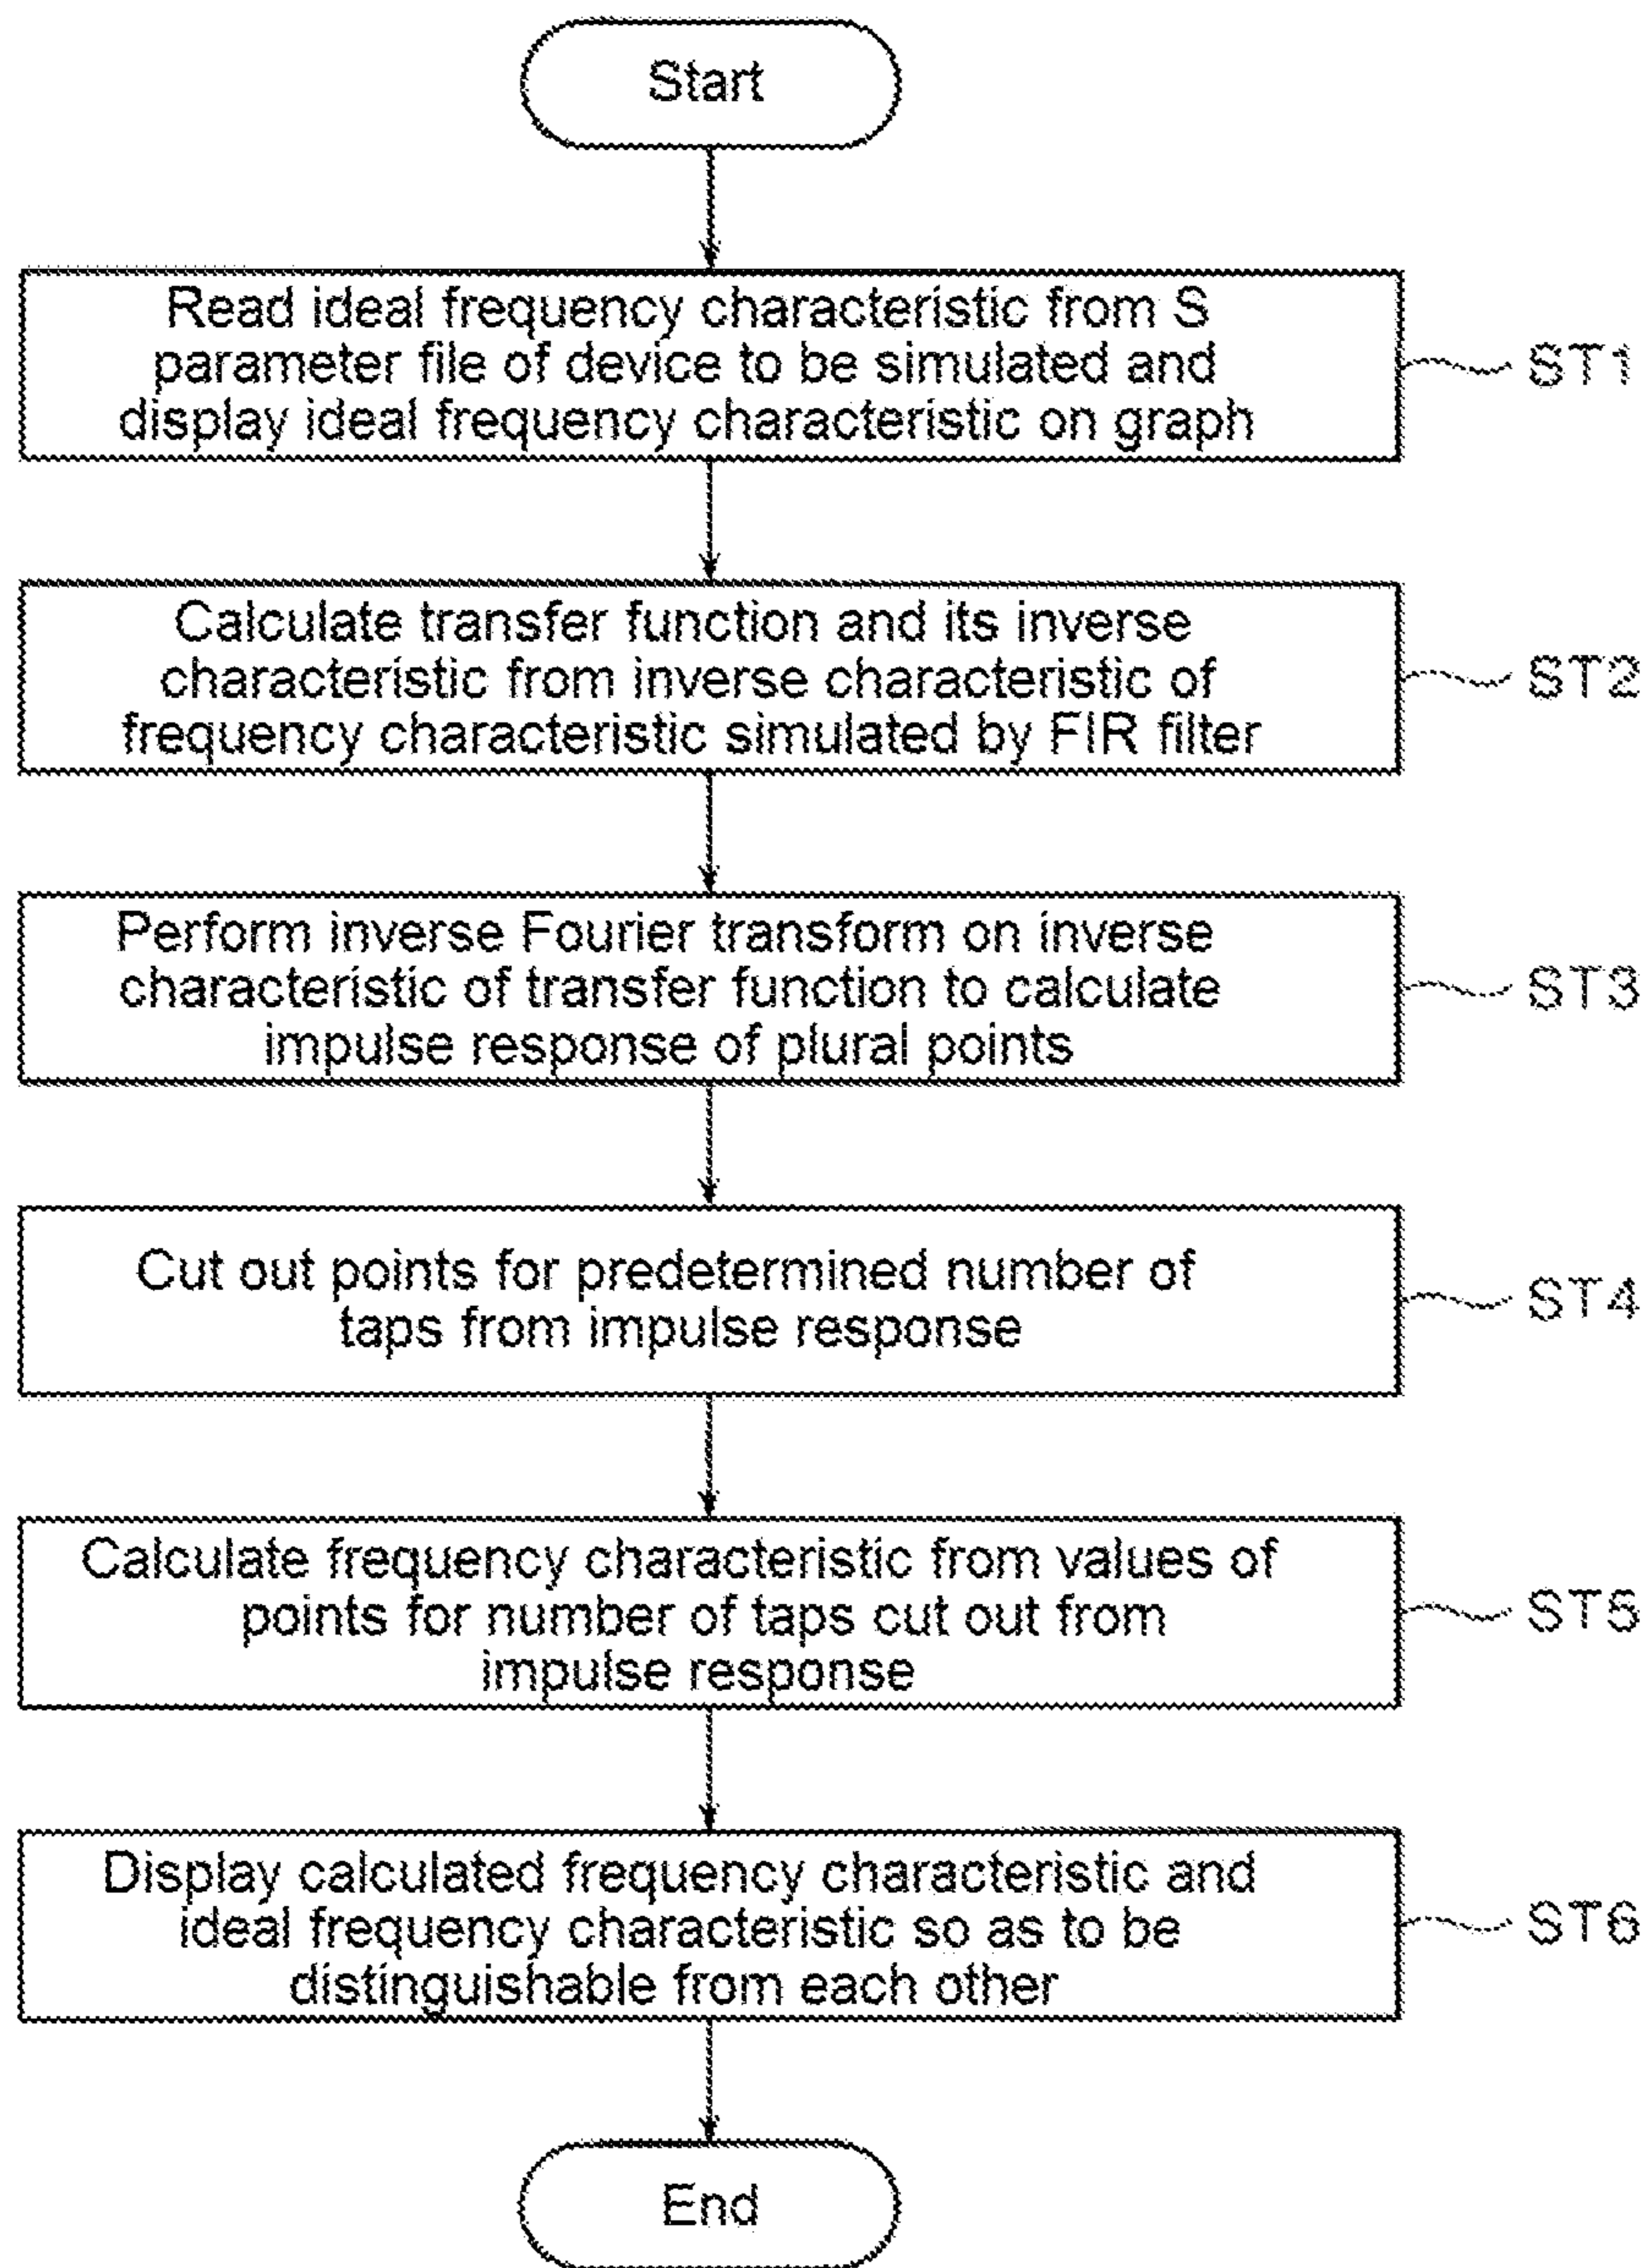 Start
Read ideal frequency characteristic from S
parameter file of device to be simulated and
display ideal frequency characteristic on graph
ST1
Calculate transfer function and its inverse
characteristic from inverse characteristic of
frequency characteristic simulated by FIR filter
ST2
Perform inverse Fourier transform on inverse
characteristic of transfer function to calculate
impulse response of plural points
ST3
Cut out points for predetermined number of
taps from impulse response
ST4
Calculate frequency characteristic from values of
points for number of taps cut out from
impulse response
ST5
Display calculated frequency characteristic and
ideal frequency characteristic so as to be
distinguishable from each other
ST6
End